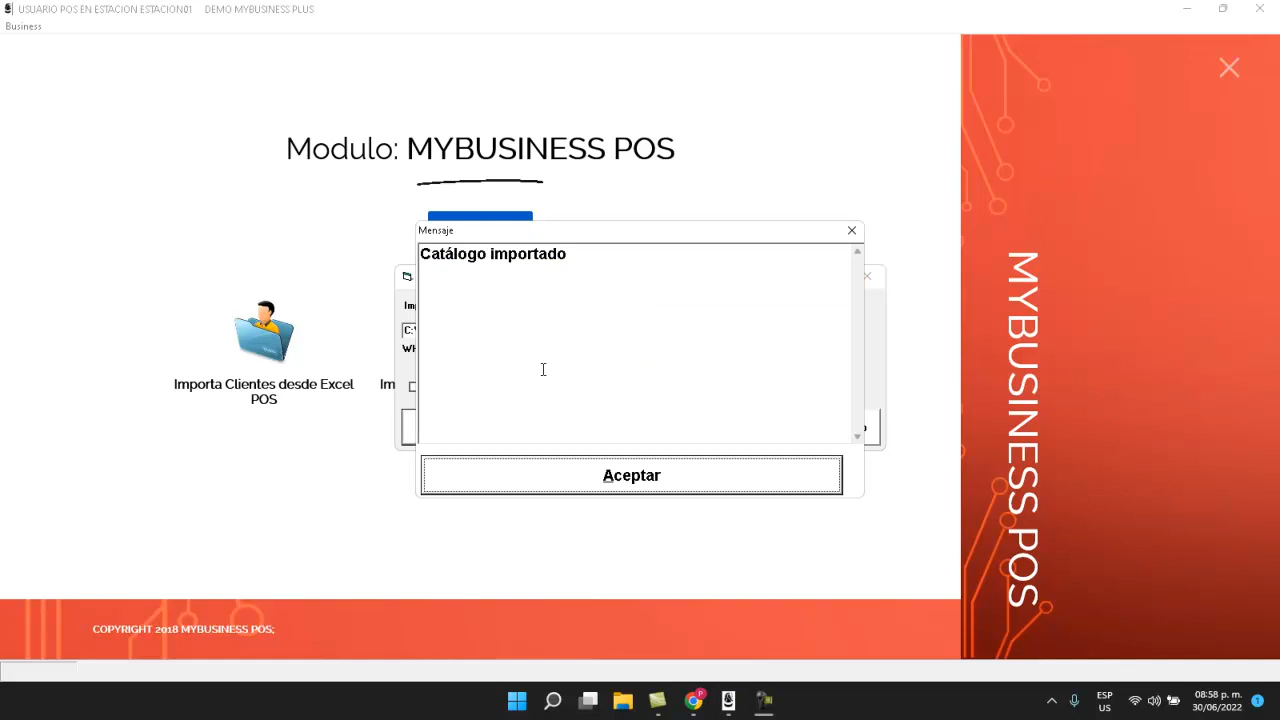 USUARIO POS EN ESTACION ESTACION01 DEMO MYBUSINESS PLUS
Business
Modulo: MYBUSINESS POS
Mensaje
Catálogo importado
Aceptar
Importa Clientes desde Excel
POS
MYBUSINESS POS
COPYRIGHT 2018 MYBUSINESS POS;
ESP
US
08:58 p. m.
30/06/2022
1